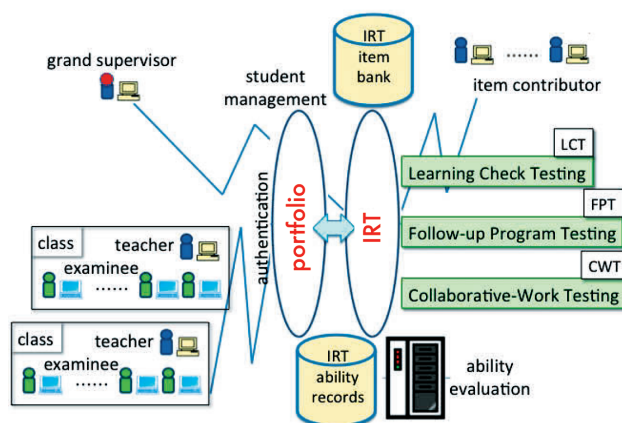 grand supervisor
student
management
IRT
item
bank
......
item contributor
authentication
portfolio
IRT
LCT
Learning Check Testing
FPT
Follow-up Program Testing
CWT
Collaborative-Work Testing
class
teacher
examinee
......
class
teacher
examinee
......
IRT
ability
records
ability
evaluation